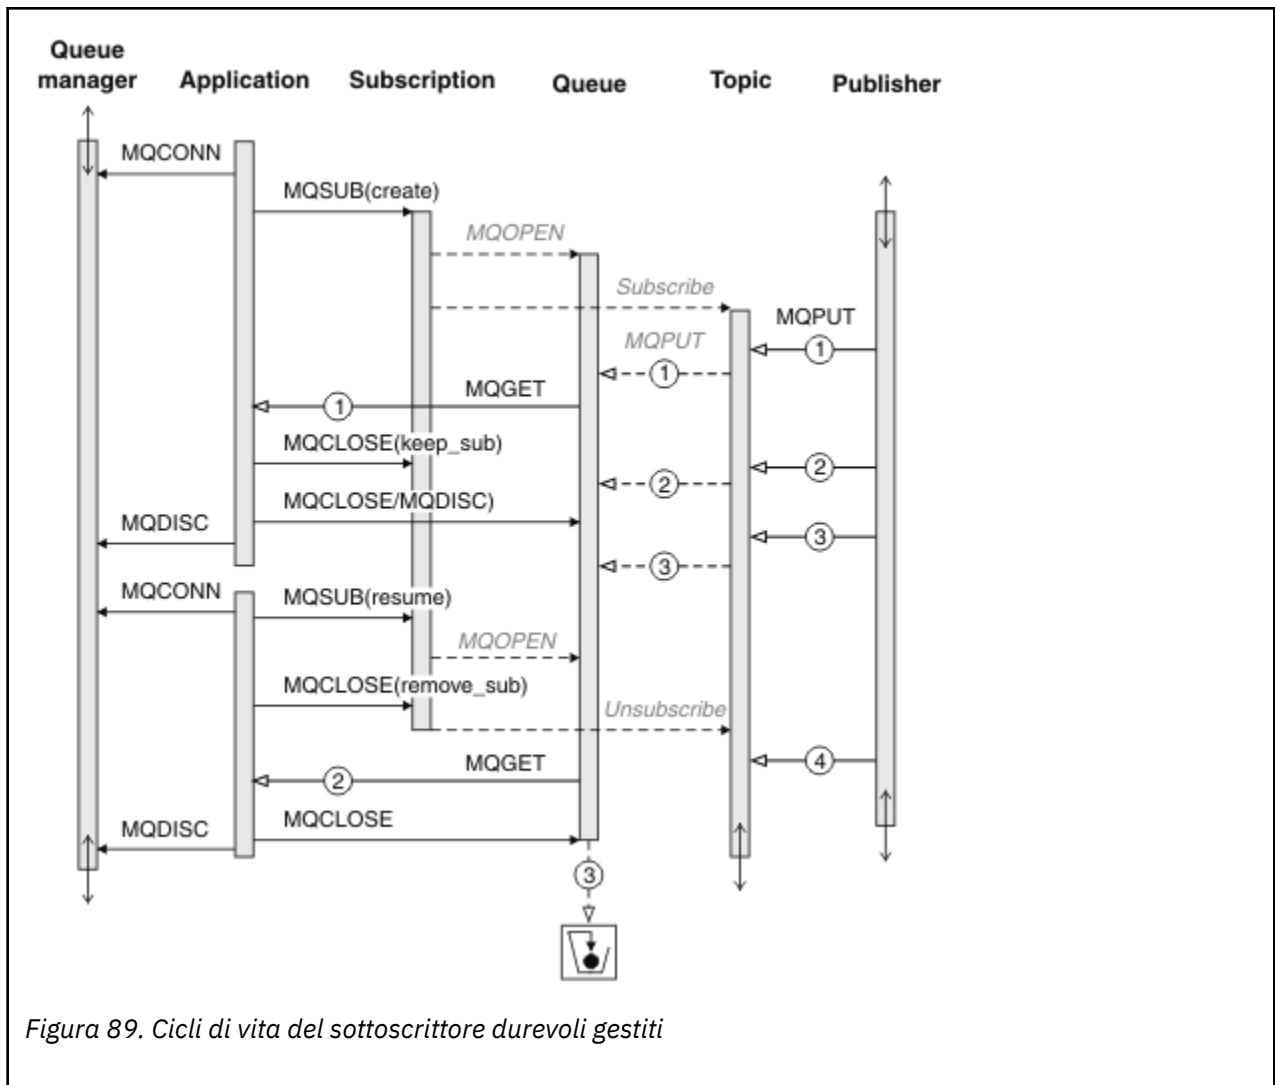 Queue
manager Application Subscription Queue Topic Publisher
MQCONN
MQSUB(create)
MQOPEN
Subscribe
MQPUT
MQPUT
1
1
MQGET
1
MQCLOSE(keep_sub)
2
2
MQCLOSE/MQDISC)
MQDISC
3
3
MQCONN
MQSUB(resume)
MQOPEN
MQCLOSE(remove_sub)
Unsubscribe
MQGET
4
2
MQCLOSE
MQDISC
3
Figura 89. Cicli di vita del sottoscrittore durevoli gestiti